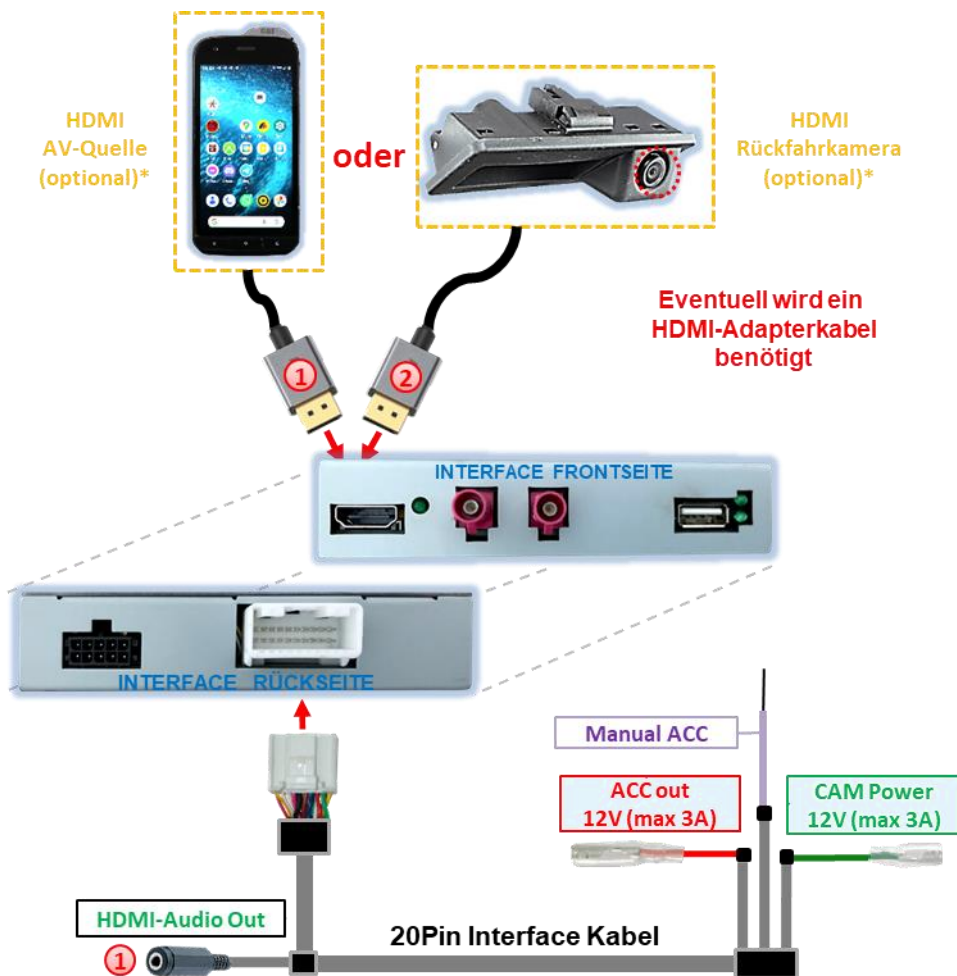 HDMI
AV-Quelle
(optional)*
oder
HDMI
Rückfahrkamera
(optional)*
Eventuell wird ein
HDMI-Adapterkabel
benötigt
1
2
INTERFACE FRONTSEITE
INTERFACE RÜCKSEITE
Manual ACC
ACC out
12V (max 3A)
CAM Power
12V (max 3A)
HDMI-Audio Out
20Pin Interface Kabel
1